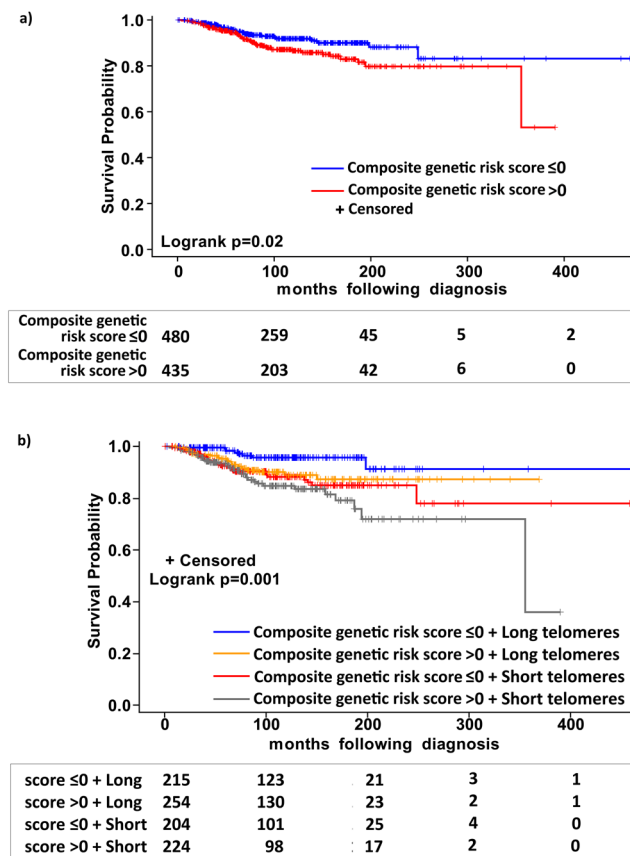 a)
1.0
0.8
0.6
0.4
0.2
0.0
Survival Probability
Composite genetic risk score ≤0
Composite genetic risk score >0
+ Censored
Logrank p=0.02
0 100 200 300 400
months following diagnosis
Composite genetic
risk score ≤0 480 259 45 5 2
Composite genetic
risk score >0 435 203 42 6 0
b)
1.0
0.8
0.6
0.4
0.2
0.0
Survival Probability
+ Censored
Logrank p=0.001
Composite genetic risk score ≤0 + Long telomeres
Composite genetic risk score >0 + Long telomeres
Composite genetic risk score ≤0 + Short telomeres
Composite genetic risk score >0 + Short telomeres
0 100 200 300 400
months following diagnosis
score ≤0 + Long 215 123 21 3 1
score >0 + Long 254 130 23 2 1
score ≤0 + Short 204 101 25 4 0
score >0 + Short 224 98 17 2 0